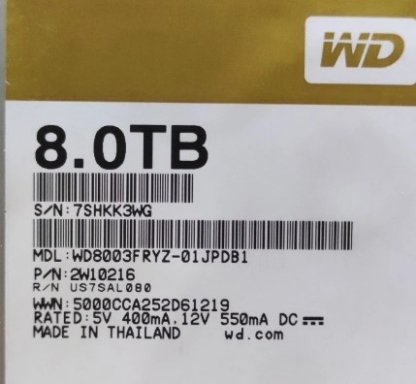 WD
8.0TB
S/N:7SHKK3WG
MDL:WD8003FRYZ-01JPDB1
P/N:2W10216
R/N US7SAL080
WWN:5000CCA252D61219
RATED:5V 400mA,12V 550mA DC
MADE IN THAILAND wd.com